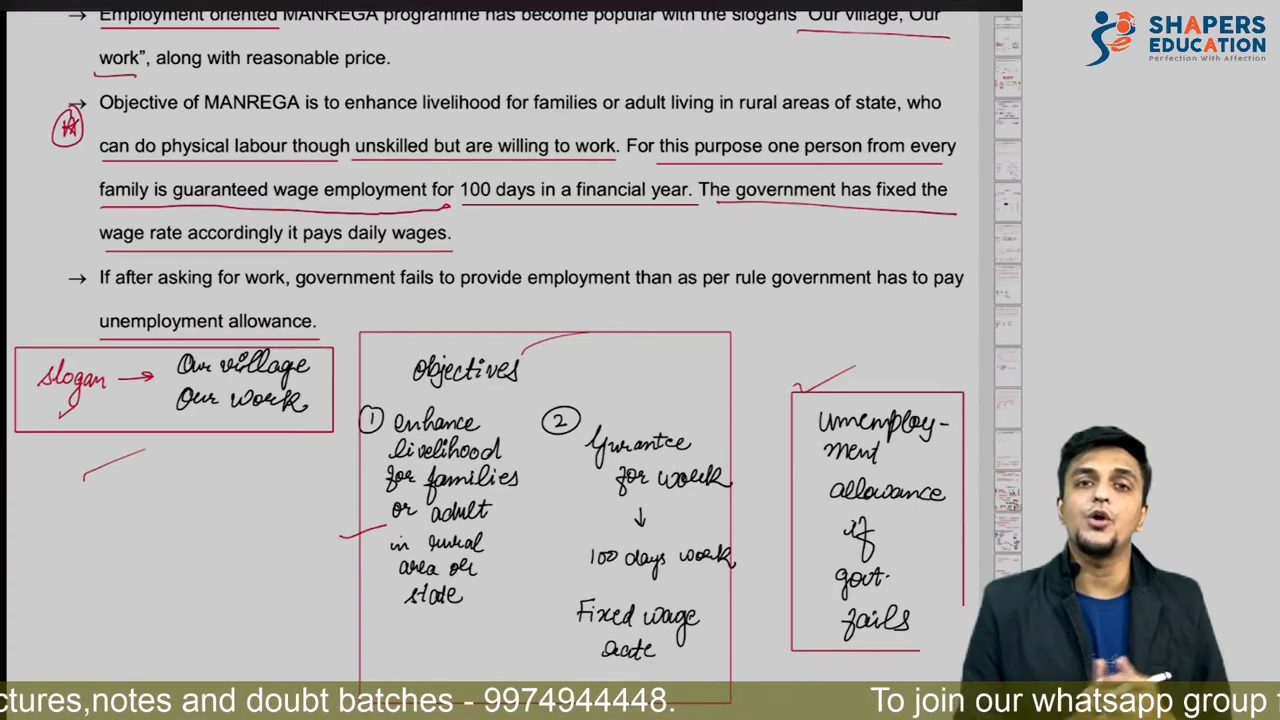 → Employment oriented MANREGA programme has become popular with the slogans "Our village, Our
work", along with reasonable price.
→ Objective of MANREGA is to enhance livelihood for families or adult living in rural areas of state, who
can do physical labour though unskilled but are willing to work. For this purpose one person from every
family is guaranteed wage employment for 100 days in a financial year. The government has fixed the
wage rate accordingly it pays daily wages.
→ If after asking for work, government fails to provide employment than as per rule government has to pay
unemployment allowance.
slogan → Our village
Our work
Objectives
① enhance
livelihood
for families
or adult
in rural
area or
state
② Gurantee
for work
↓
100 days work
Fixed wage
rate
unemploy-
ment
allowance
if
govt.
fails
SHAPERS
EDUCATION
Perfection With Affection
ctures,notes and doubt batches - 9974944448. To join our whatsapp group :